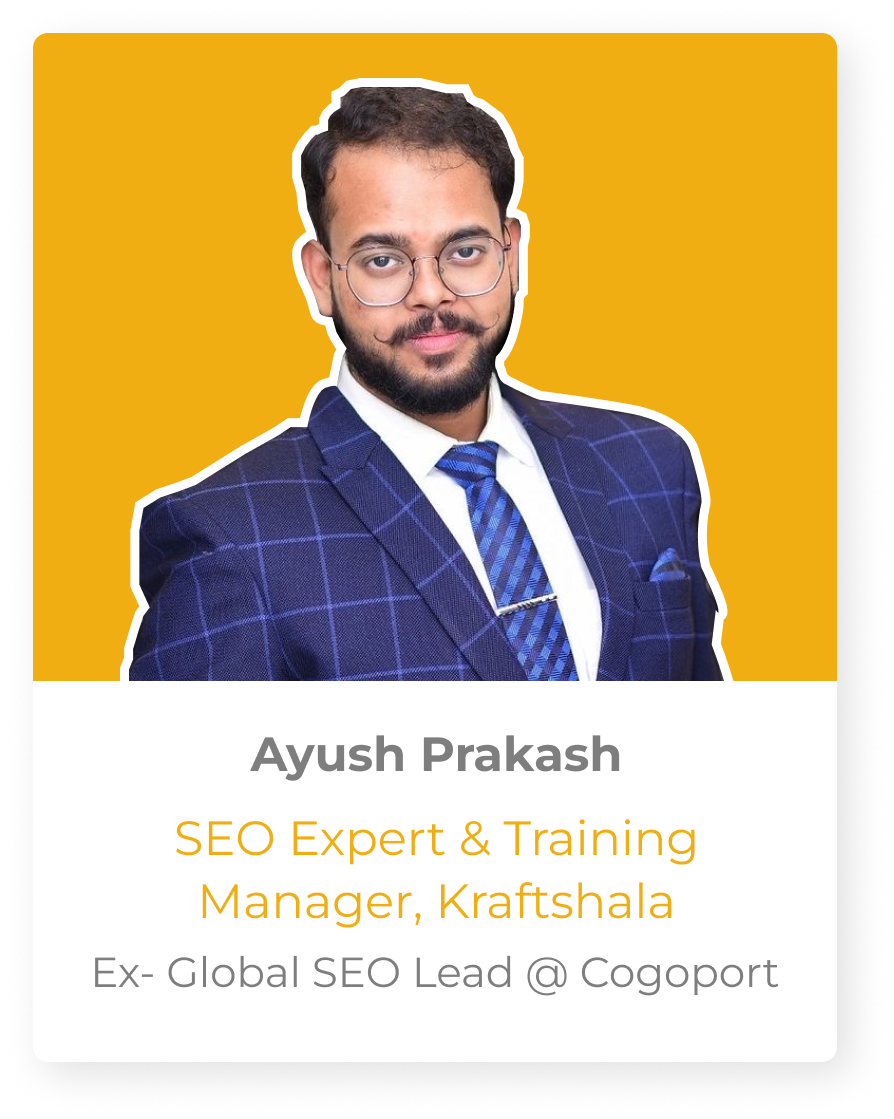 Ayush Prakash
SEO Expert & Training
Manager, Kraftshala
Ex- Global SEO Lead @ Cogoport